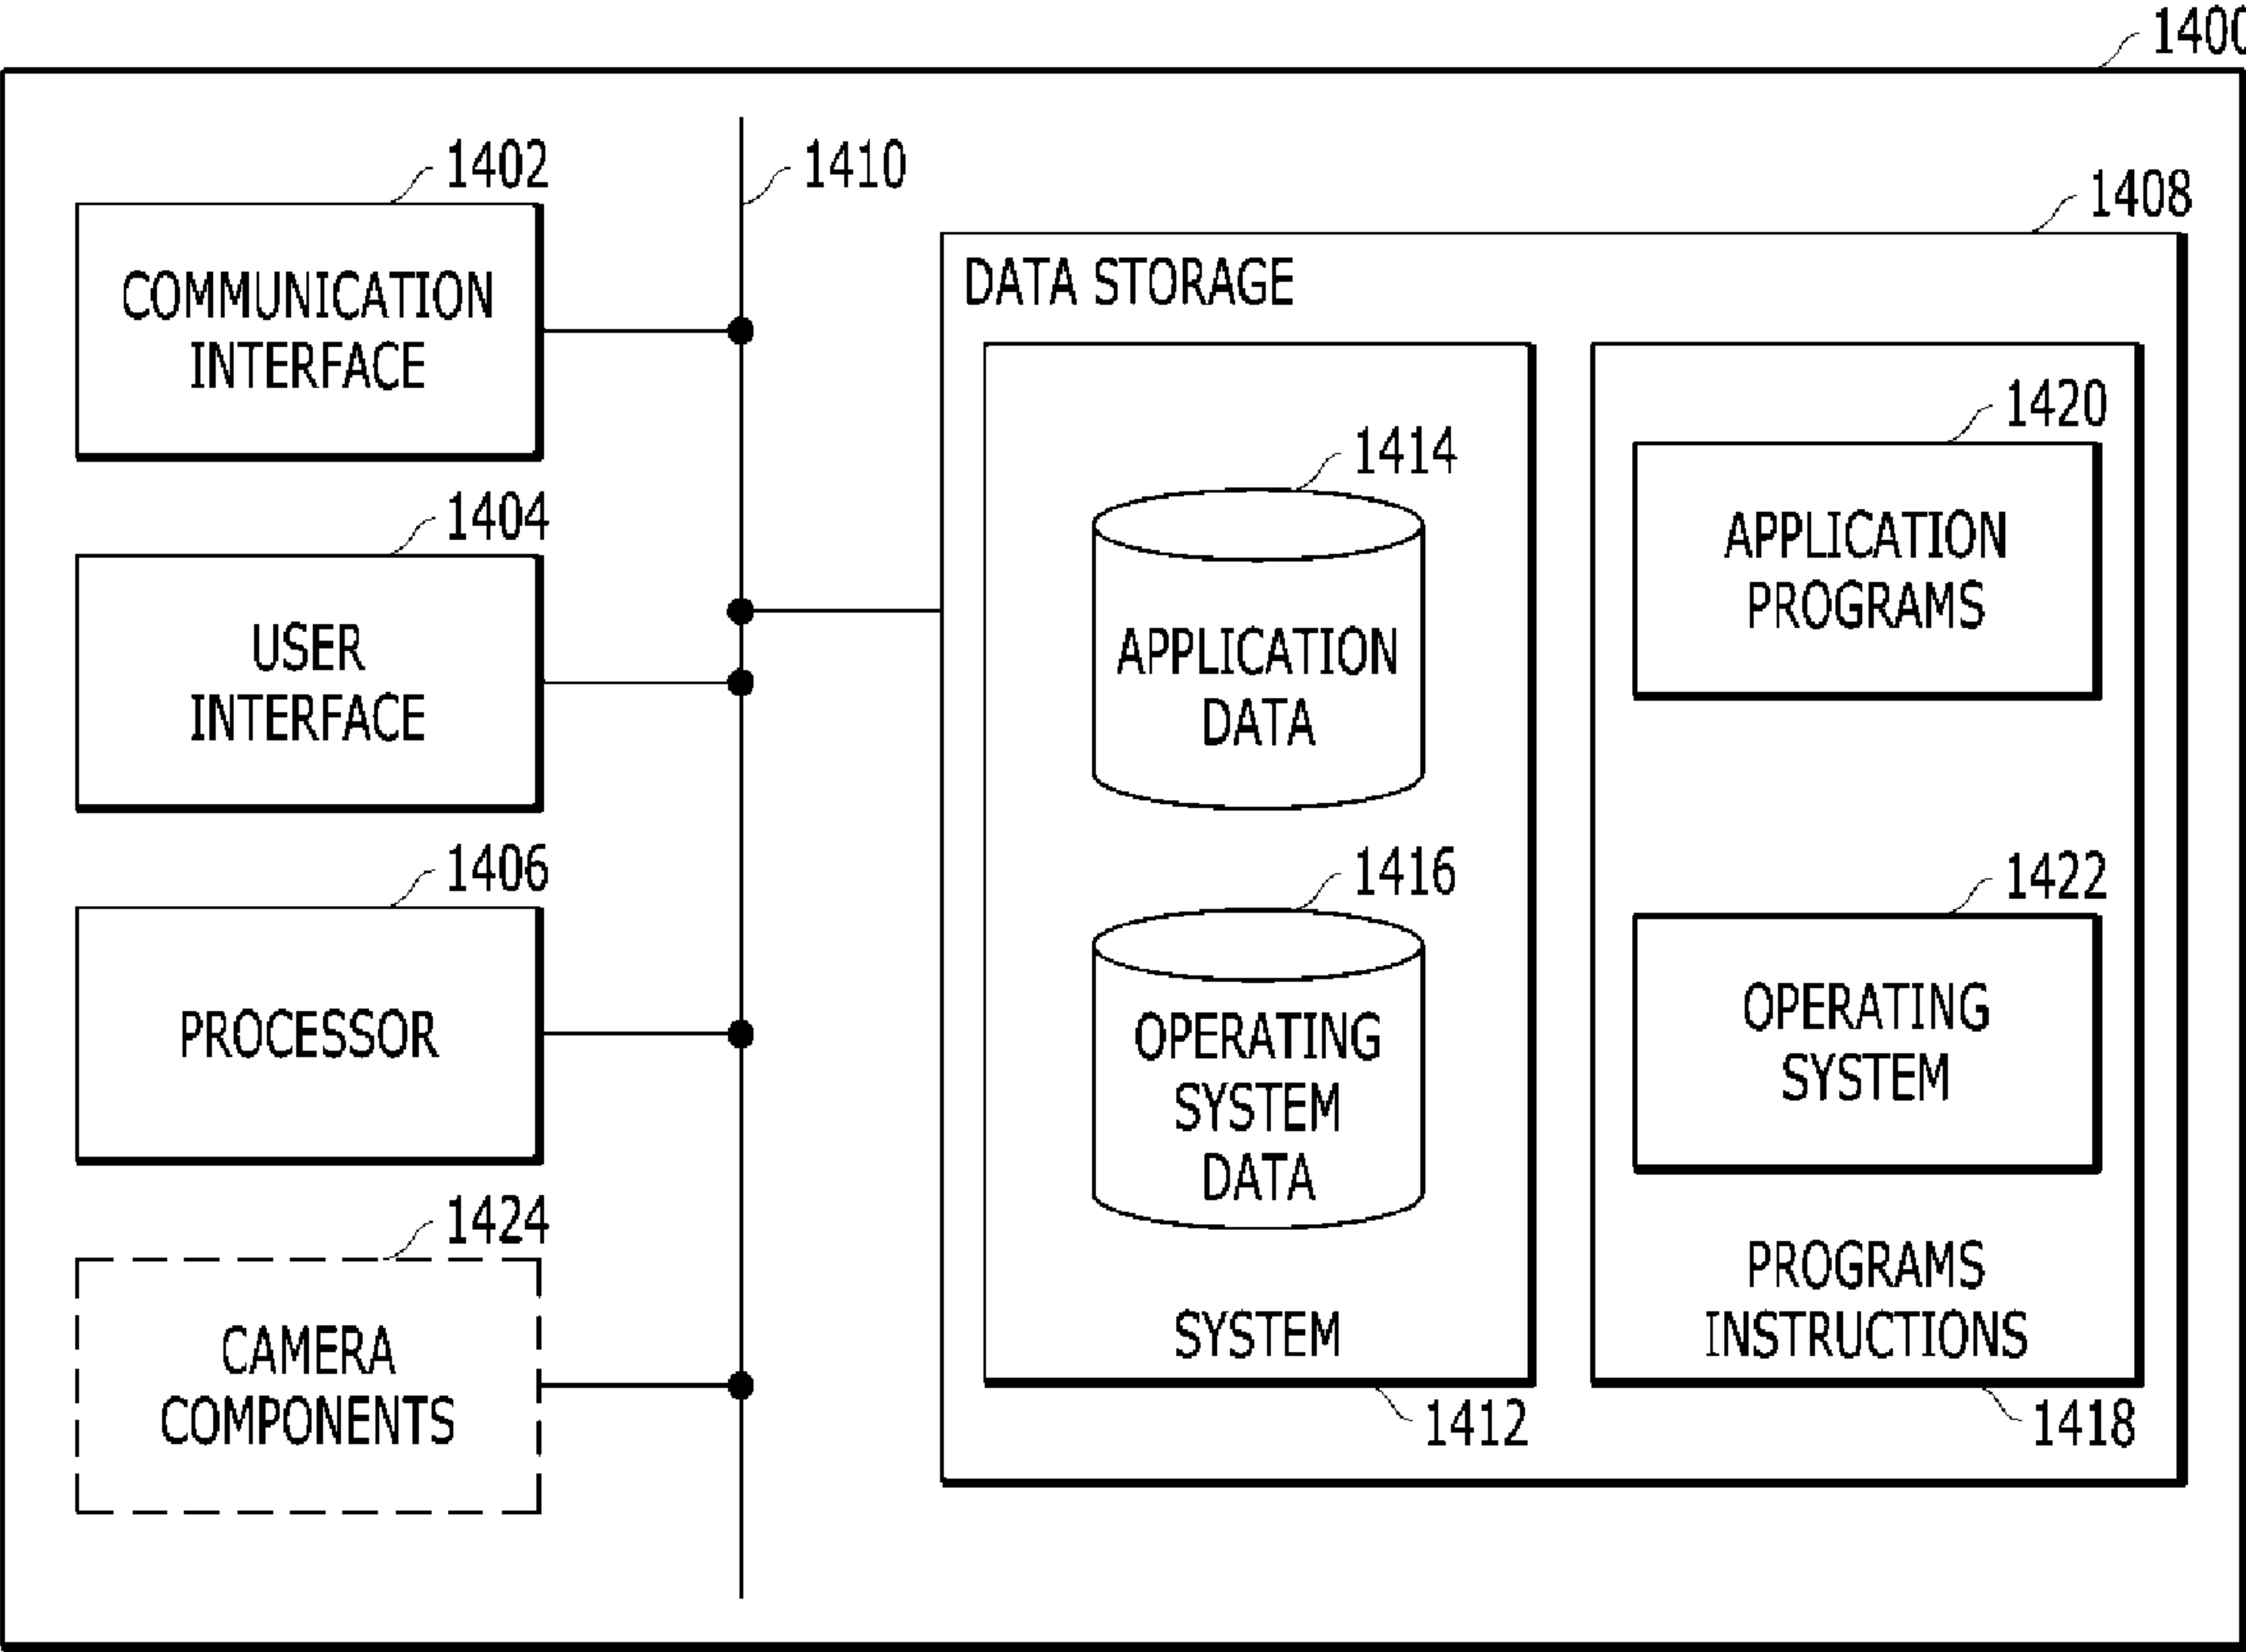 1400
1402
COMMUNICATION
INTERFACE
1404
USER
INTERFACE
1406
PROCESSOR
1424
CAMERA
COMPONENTS
1410
1408
DATA STORAGE
1414
APPLICATION
DATA
1416
OPERATING
SYSTEM
DATA
SYSTEM
1412
1420
APPLICATION
PROGRAMS
1422
OPERATING
SYSTEM
PROGRAMS
INSTRUCTIONS
1418